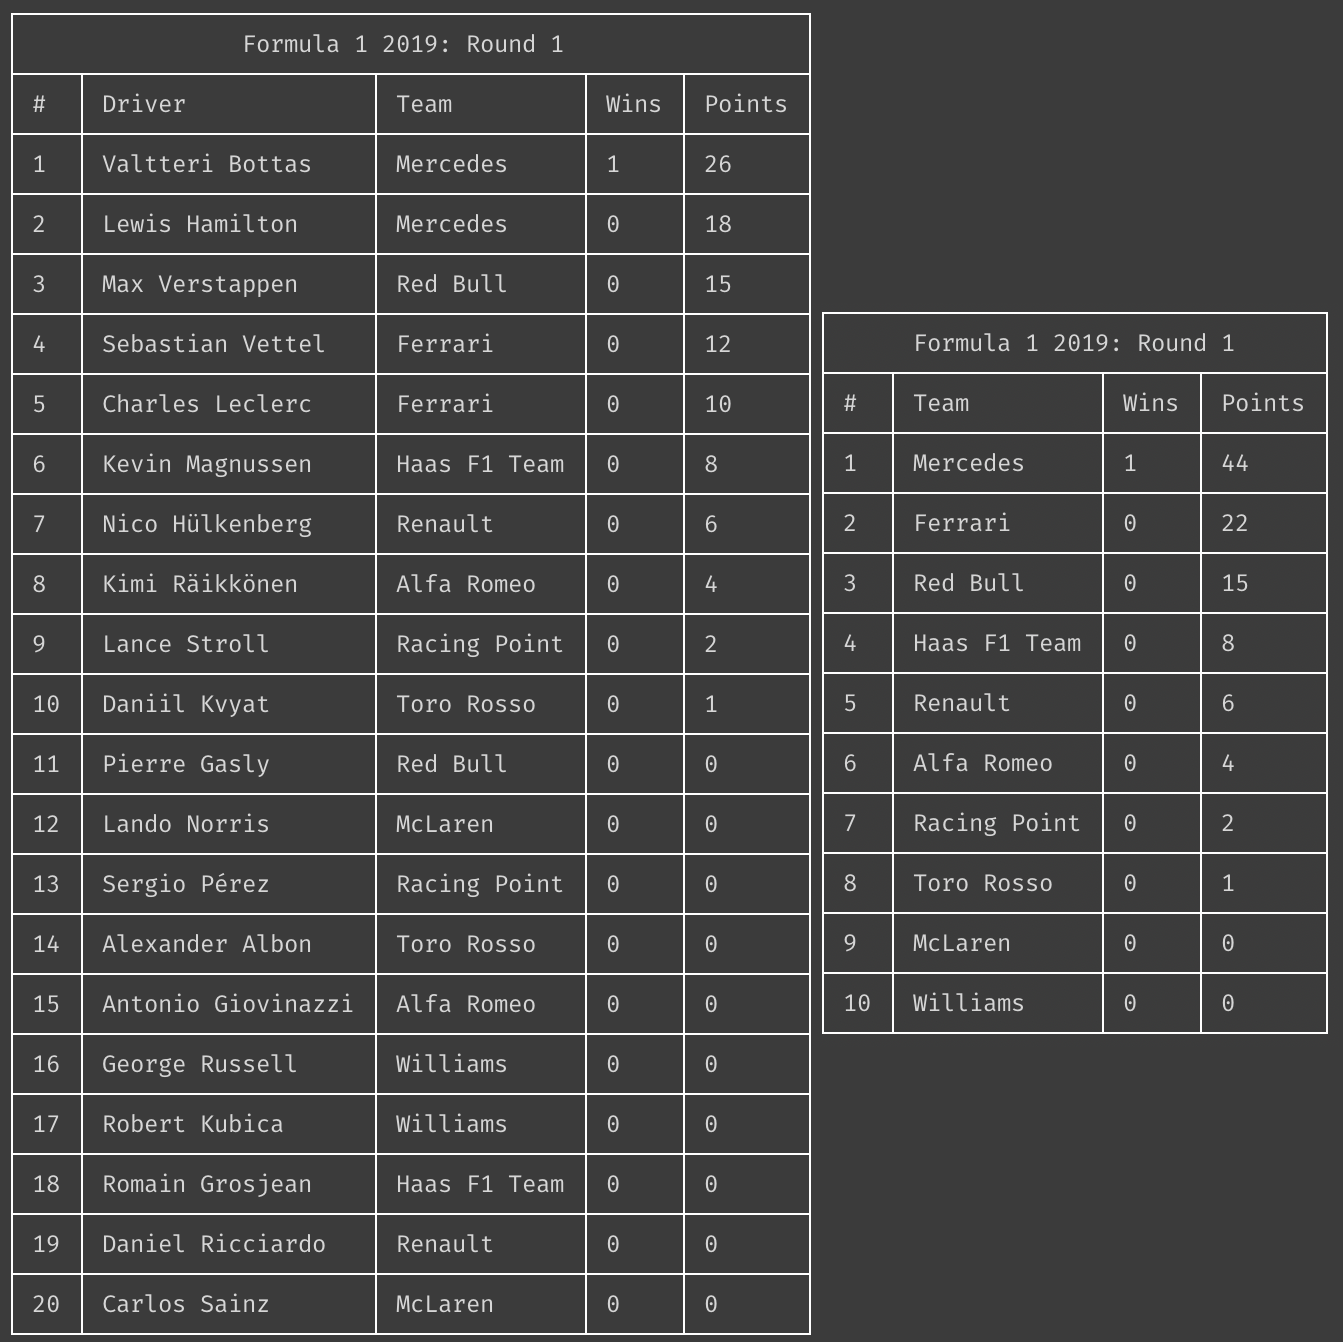 Formula 1 2019: Round 1
# Driver Team Wins Points
1 Valtteri Bottas Mercedes 1 26
2 Lewis Hamilton Mercedes 0 18
3 Max Verstappen Red Bull 0 15
4 Sebastian Vettel Ferrari 0 12
5 Charles Leclerc Ferrari 0 10
6 Kevin Magnussen Haas F1 Team 0 8
7 Nico Hülkenberg Renault 0 6
8 Kimi Räikkönen Alfa Romeo 0 4
9 Lance Stroll Racing Point 0 2
10 Daniil Kvyat Toro Rosso 0 1
11 Pierre Gasly Red Bull 0 0
12 Lando Norris McLaren 0 0
13 Sergio Pérez Racing Point 0 0
14 Alexander Albon Toro Rosso 0 0
15 Antonio Giovinazzi Alfa Romeo 0 0
16 George Russell Williams 0 0
17 Robert Kubica Williams 0 0
18 Romain Grosjean Haas F1 Team 0 0
19 Daniel Ricciardo Renault 0 0
20 Carlos Sainz McLaren 0 0
Formula 1 2019: Round 1
# Team Wins Points
1 Mercedes 1 44
2 Ferrari 0 22
3 Red Bull 0 15
4 Haas F1 Team 0 8
5 Renault 0 6
6 Alfa Romeo 0 4
7 Racing Point 0 2
8 Toro Rosso 0 1
9 McLaren 0 0
10 Williams 0 0